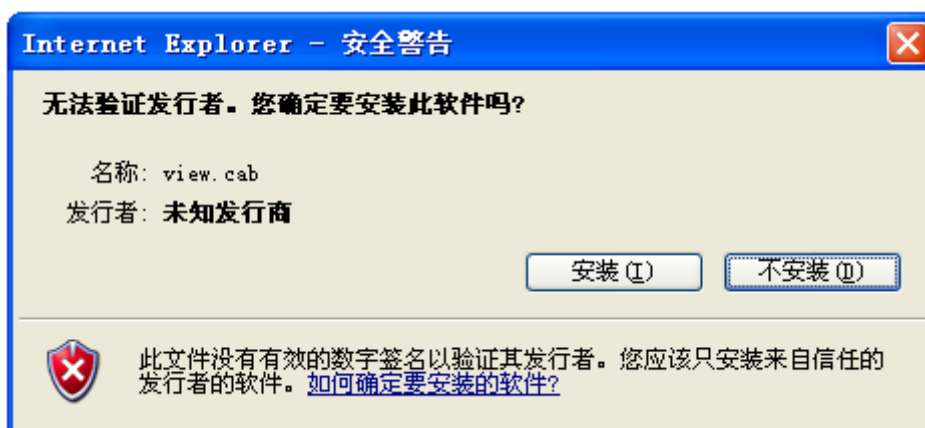 Internet Explorer - 安全警告
无法验证发行者。您确定要安装此软件吗?
名称: view.cab
发行者: 未知发行商
安装(I) 不安装(D)
此文件没有有效的数字签名以验证其发行者。您应该只安装来自信任的
发行者的软件。如何确定要安装的软件?